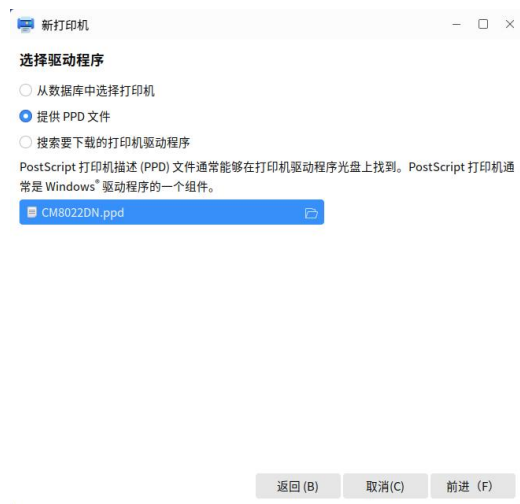 新打印机
选择驱动程序
从数据库中选择打印机
提供 PPD 文件
搜索要下载的打印机驱动程序
PostScript 打印机描述 (PPD) 文件通常能够在打印机驱动程序光盘上找到。PostScript 打印机通
常是 Windows® 驱动程序的一个组件。
CM8022DN.ppd
返回 (B) 取消(C) 前进（F）